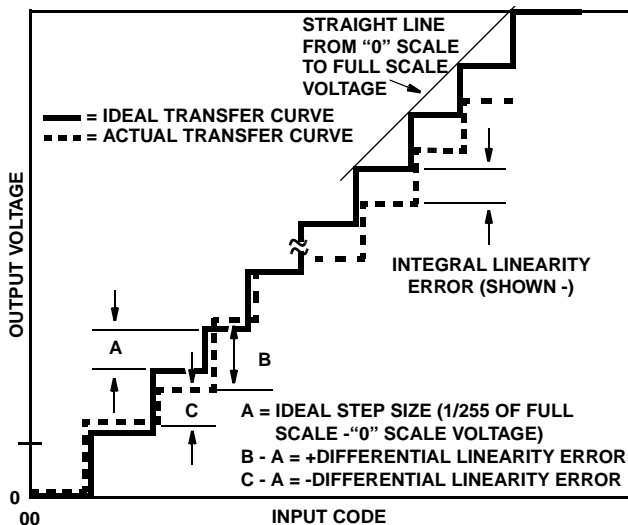 STRAIGHT LINE
FROM “0” SCALE
TO FULL SCALE
VOLTAGE
= IDEAL TRANSFER CURVE
= ACTUAL TRANSFER CURVE
OUTPUT VOLTAGE
INTEGRAL LINEARITY
ERROR (SHOWN -)
A
B
C
A = IDEAL STEP SIZE (1/255 OF FULL
SCALE -“0” SCALE VOLTAGE)
B - A = +DIFFERENTIAL LINEARITY ERROR
C - A = -DIFFERENTIAL LINEARITY ERROR
0
00
INPUT CODE